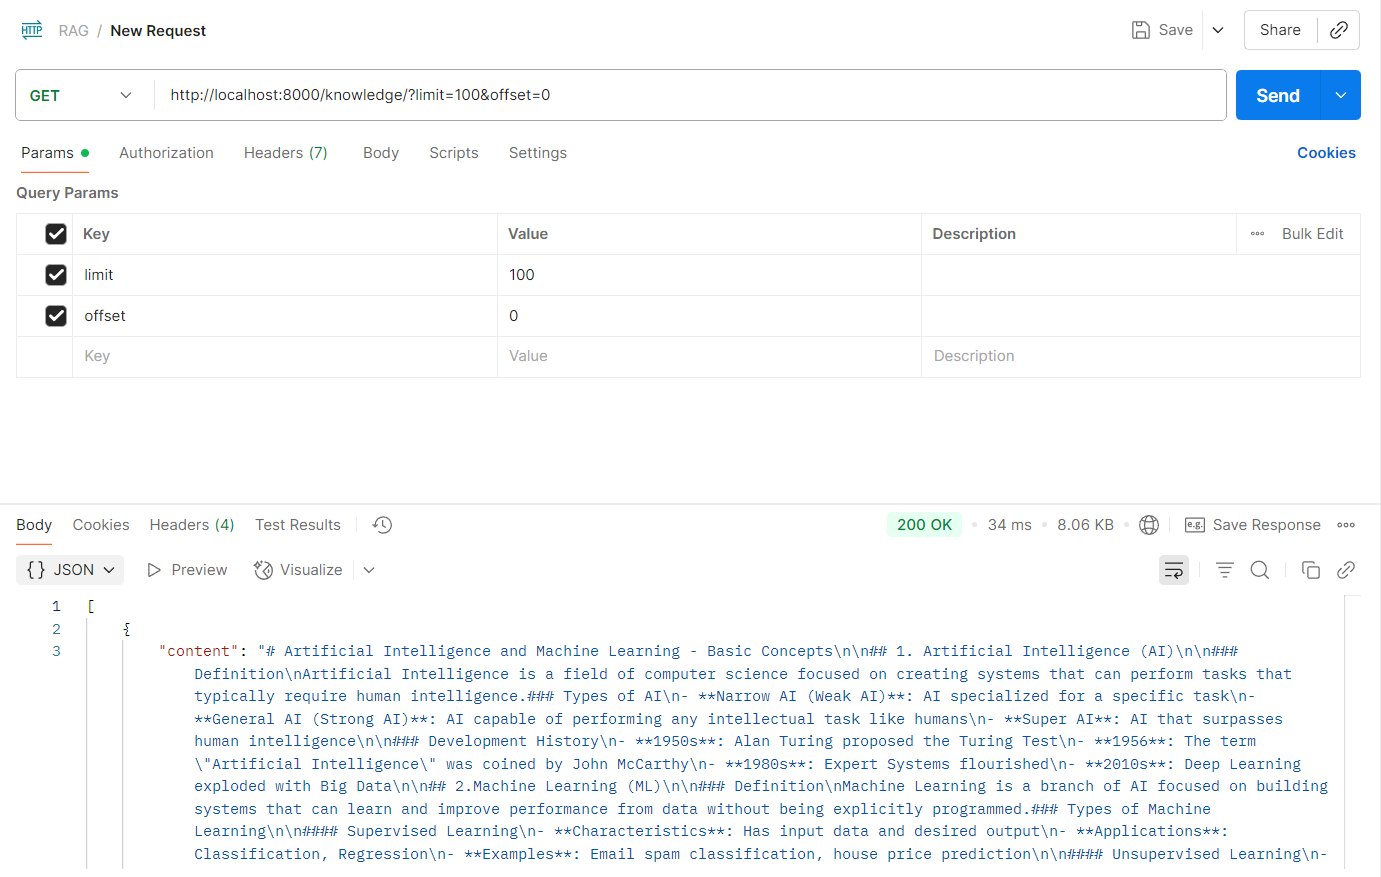 HTTP RAG / New Request Save Share
GET http://localhost:8000/knowledge/?limit=100&offset=0 Send
Params Authorization Headers (7) Body Scripts Settings Cookies
Query Params
Key Value Description Bulk Edit
limit 100
offset 0
Key Value Description
Body Cookies Headers (4) Test Results 200 OK 34 ms 8.06 KB e.g. Save Response
{} JSON Preview Visualize
1 [
2 {
3 "content": "# Artificial Intelligence and Machine Learning - Basic Concepts\n\n## 1. Artificial Intelligence (AI)\n\n###
Definition\nArtificial Intelligence is a field of computer science focused on creating systems that can perform tasks that
typically require human intelligence.### Types of AI\n- **Narrow AI (Weak AI)**: AI specialized for a specific task\n-
**General AI (Strong AI)**: AI capable of performing any intellectual task like humans\n- **Super AI**: AI that surpasses
human intelligence\n\n### Development History\n- **1950s**: Alan Turing proposed the Turing Test\n- **1956**: The term
\"Artificial Intelligence\" was coined by John McCarthy\n- **1980s**: Expert Systems flourished\n- **2010s**: Deep Learning
exploded with Big Data\n\n## 2.Machine Learning (ML)\n\n### Definition\nMachine Learning is a branch of AI focused on building
systems that can learn and improve performance from data without being explicitly programmed.### Types of Machine
Learning\n\n#### Supervised Learning\n- **Characteristics**: Has input data and desired output\n- **Applications**:
Classification, Regression\n- **Examples**: Email spam classification, house price prediction\n\n#### Unsupervised Learning\n-